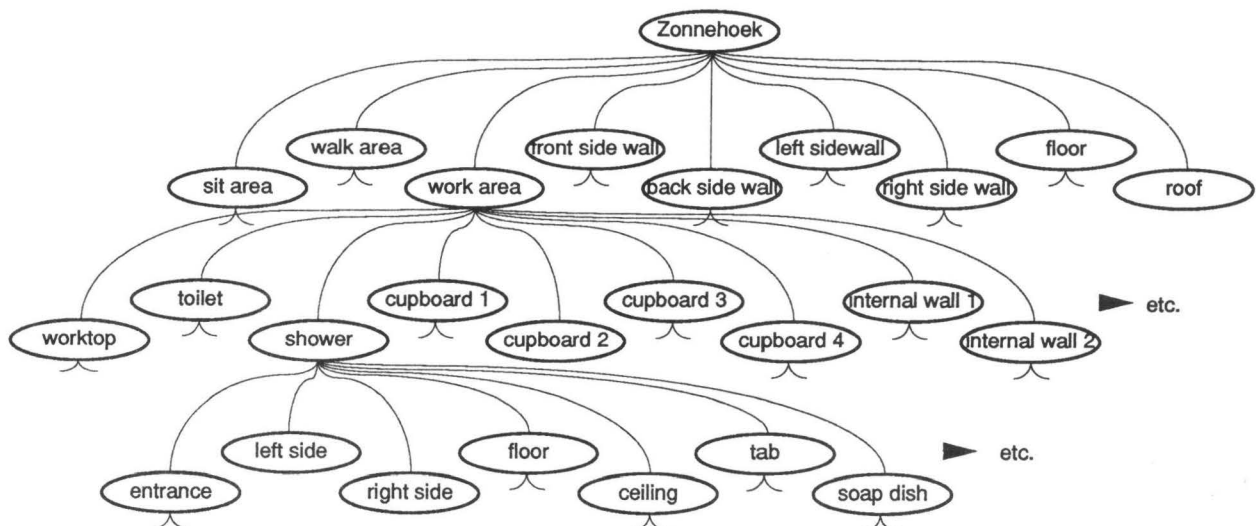 Zonnehoek
walk area
front side wall
left sidewall
floor
sit area
work area
back side wall
right side wall
roof
toilet
cupboard 1
cupboard 3
internal wall 1
etc.
worktop
shower
cupboard 2
cupboard 4
internal wall 2
left side
floor
tab
etc.
entrance
right side
ceiling
soap dish